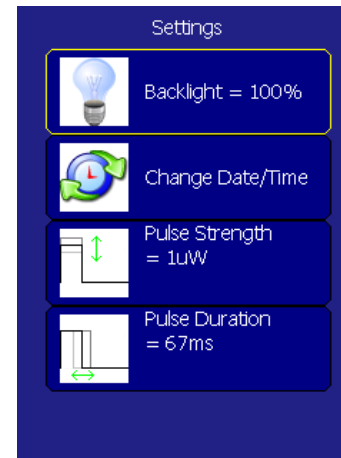 Settings
Backlight = 100%
Change Date/Time
Pulse Strength
= 1uW
Pulse Duration
= 67ms